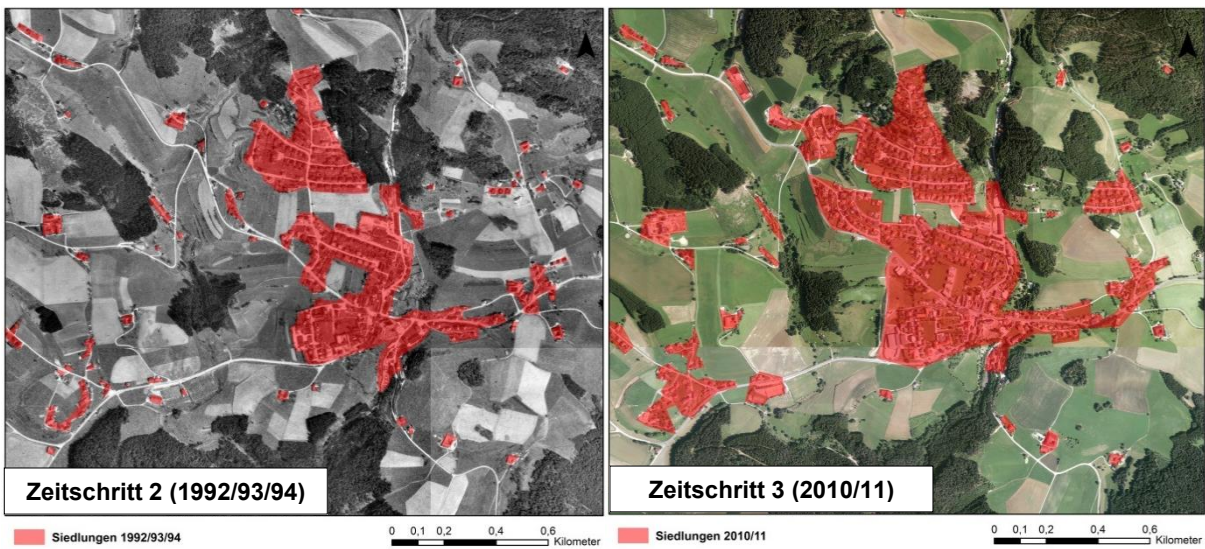 Zeitschritt 2 (1992/93/94)
Siedlungen 1992/93/94
0 0,1 0,2 0,4 0,6
Kilometer
Zeitschritt 3 (2010/11)
Siedlungen 2010/11
0 0,1 0,2 0,4 0,6
Kilometer